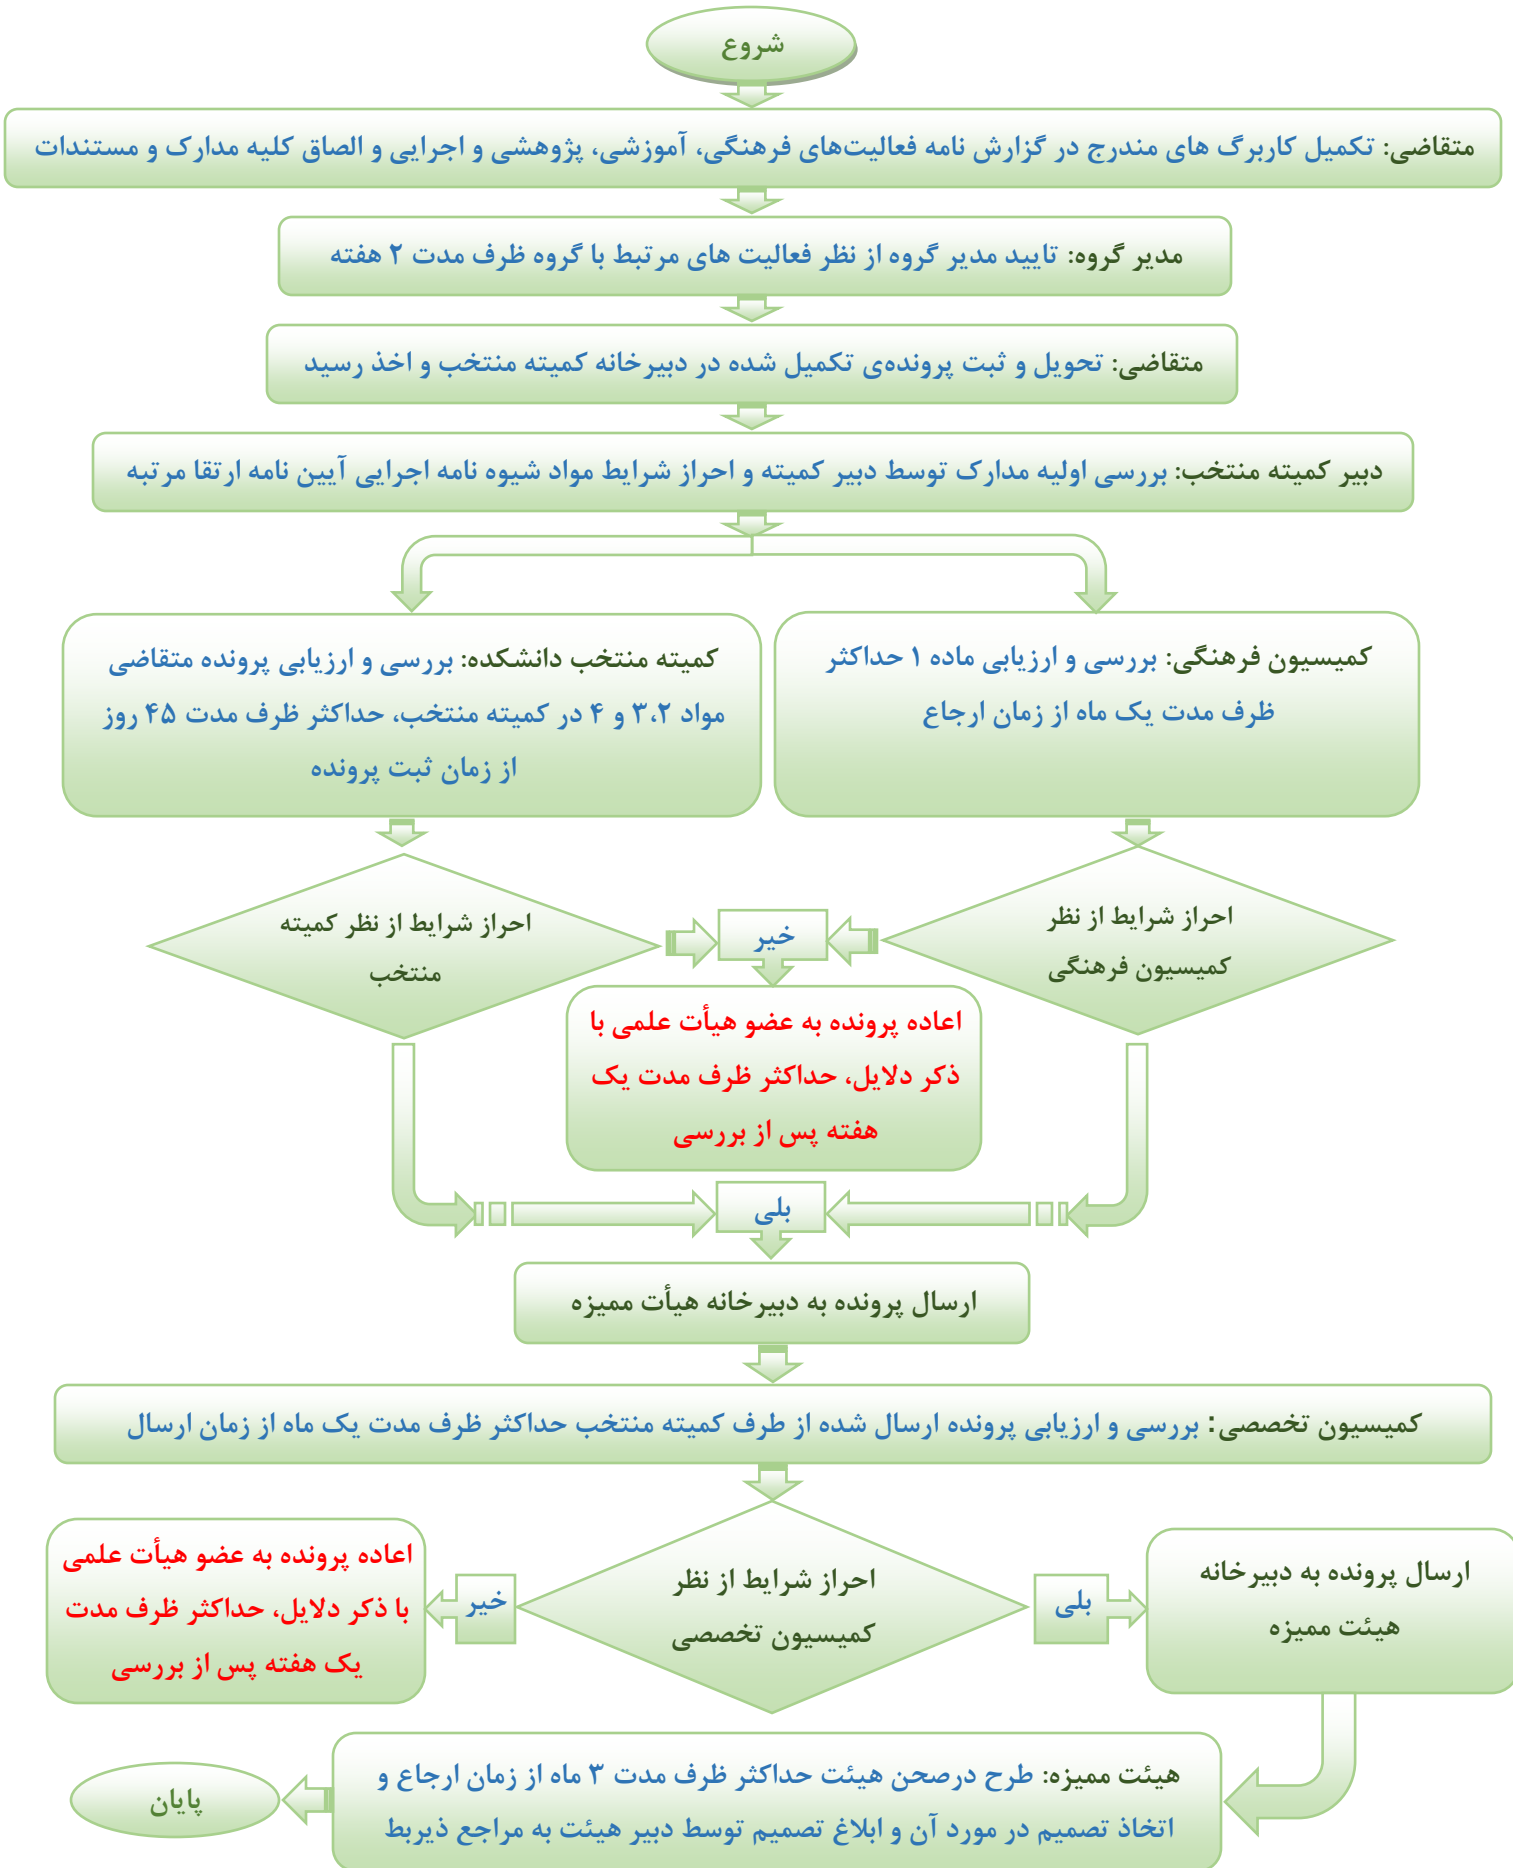 شروع
متقاضی: تکمیل کاربرگ های مندرج در گزارش نامه فعالیت‌های فرهنگی، آموزشی، پژوهشی و اجرایی و الصاق کلیه مدارک و مستندات
مدیر گروه: تایید مدیر گروه از نظر فعالیت های مرتبط با گروه ظرف مدت ۲ هفته
متقاضی: تحویل و ثبت پرونده‌ی تکمیل شده در دبیرخانه کمیته منتخب و اخذ رسید
دبیر کمیته منتخب: بررسی اولیه مدارک توسط دبیر کمیته و احراز شرایط مواد شیوه نامه اجرایی آیین نامه ارتقا مرتبه
کمیسیون فرهنگی: بررسی و ارزیابی ماده ۱ حداکثر
ظرف مدت یک ماه از زمان ارجاع
کمیته منتخب دانشکده: بررسی و ارزیابی پرونده متقاضی
مواد ۳،۲ و ۴ در کمیته منتخب، حداکثر ظرف مدت ۴۵ روز
از زمان ثبت پرونده
احراز شرایط از نظر
کمیسیون فرهنگی
خیر
احراز شرایط از نظر کمیته
منتخب
اعاده پرونده به عضو هیأت علمی با
ذکر دلایل، حداکثر ظرف مدت یک
هفته پس از بررسی
بلی
ارسال پرونده به دبیرخانه هیأت ممیزه
کمیسیون تخصصی: بررسی و ارزیابی پرونده ارسال شده از طرف کمیته منتخب حداکثر ظرف مدت یک ماه از زمان ارسال
ارسال پرونده به دبیرخانه
هیئت ممیزه
بلی
احراز شرایط از نظر
کمیسیون تخصصی
خیر
اعاده پرونده به عضو هیأت علمی
با ذکر دلایل، حداکثر ظرف مدت
یک هفته پس از بررسی
هیئت ممیزه: طرح درصحن هیئت حداکثر ظرف مدت ۳ ماه از زمان ارجاع و
اتخاذ تصمیم در مورد آن و ابلاغ تصمیم توسط دبیر هیئت به مراجع ذیربط
پایان